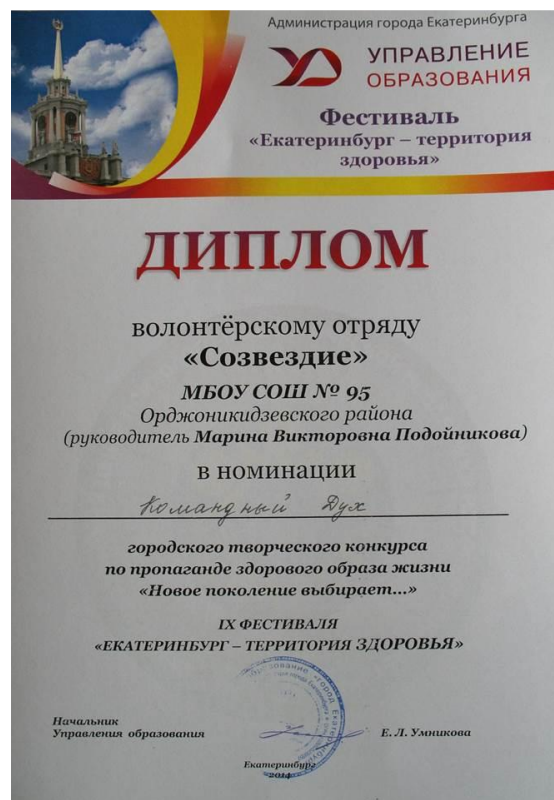 Администрация города Екатеринбурга
УПРАВЛЕНИЕ
ОБРАЗОВАНИЯ
Фестиваль
«Екатеринбург – территория
здоровья»
ДИПЛОМ
волонтёрскому отряду
«Созвездие»
МБОУ СОШ № 95
Орджоникидзевского района
(руководитель Марина Викторовна Подойникова)
в номинации
Командный Дух
городского творческого конкурса
по пропаганде здорового образа жизни
«Новое поколение выбирает...»
IX ФЕСТИВАЛЯ
«ЕКАТЕРИНБУРГ – ТЕРРИТОРИЯ ЗДОРОВЬЯ»
Начальник
Управления образования
Е. Л. Умникова
Екатеринбург
2014